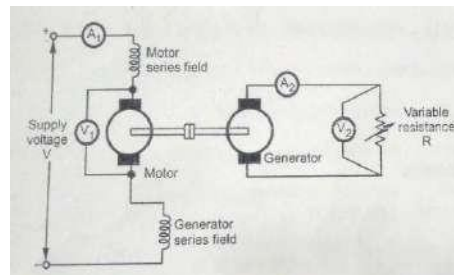 +
A₁
Motor
series field
A₂
Supply
voltage
V
V₁
V₂
Variable
resistance
R
Generator
Motor
Generator
series field
−